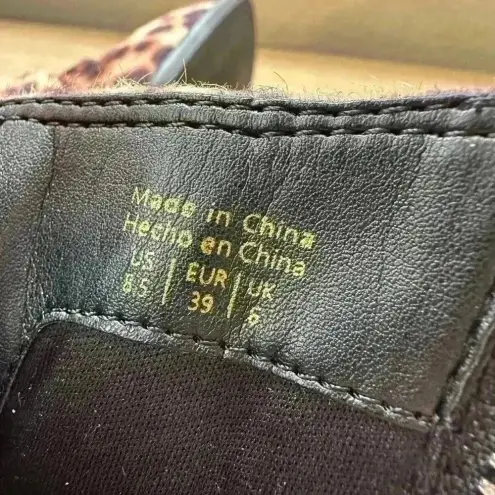 Made in China
Hecho en China
US | EUR | UK
8.5 | 39 | 6